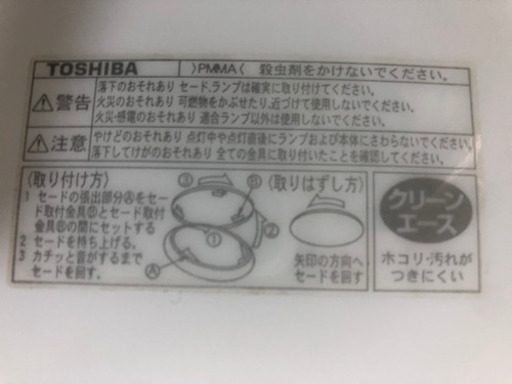 TOSHIBA 〉PMMA〈 殺虫剤をかけないでください。
警告
落下のおそれあり セード、ランプは確実に取り付けてください。
火災のおそれあり 可燃物をかぶせたり、近づけて使用しないでください。
火災・感電のおそれあり 適合ランプ以外は使用しないでください。
注意
やけどのおそれあり 点灯中や点灯直後にランプおよび本体にさわらないでください。
落下してけがのおそれあり 全ての金具に取り付いたことを確認してください。
〈取り付け方〉
1 セードの張出部分Ⓐをセー
ド取付金具Ⓑとセード取付
金具Ⓑの間にセットする
2 セードを持ち上げる。
3 カチッと音がするまで
セードを回す
③ Ⓑ ② ① Ⓐ
〈取りはずし方〉
矢印の方向へ
セードを回す
クリーン
エース
ホコリ・汚れが
つきにくい